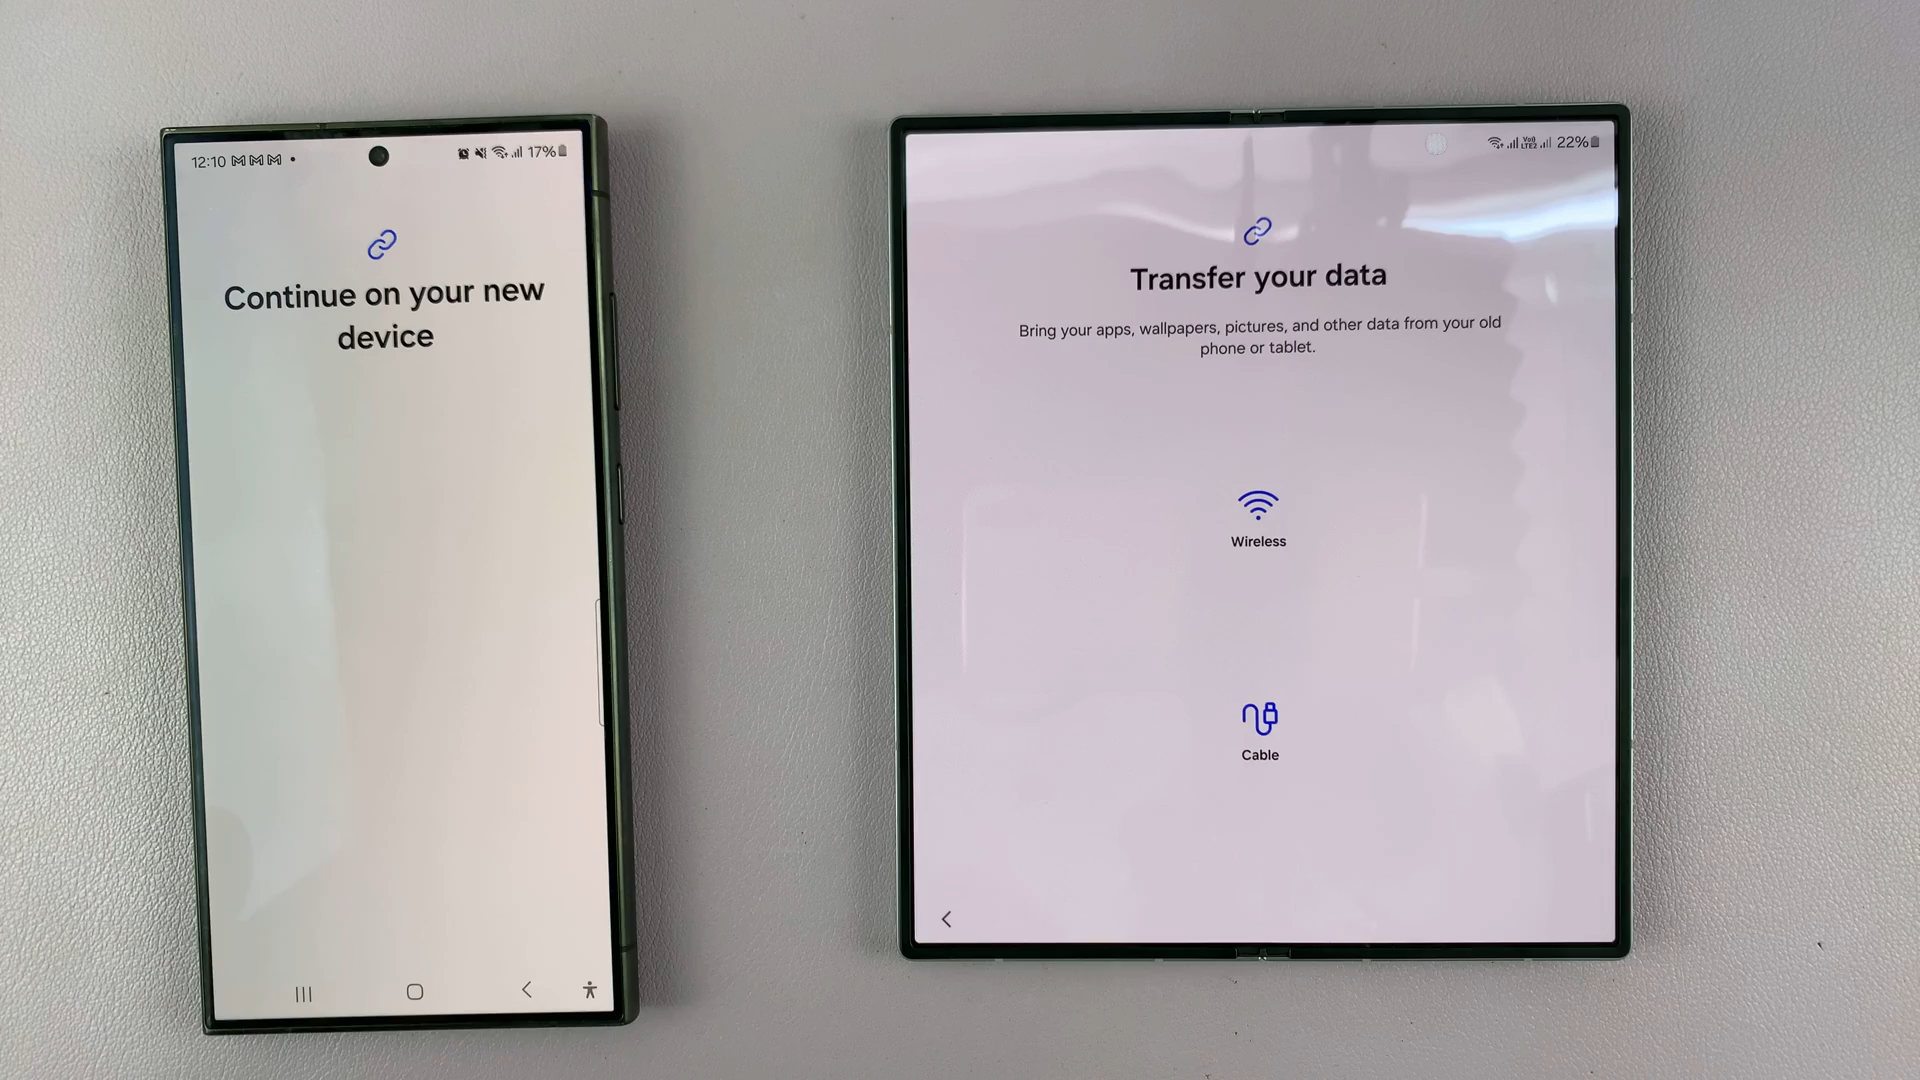 12:10
17%
Continue on your new
device
22%
Transfer your data
Bring your apps, wallpapers, pictures, and other data from your old
phone or tablet.
Wireless
Cable